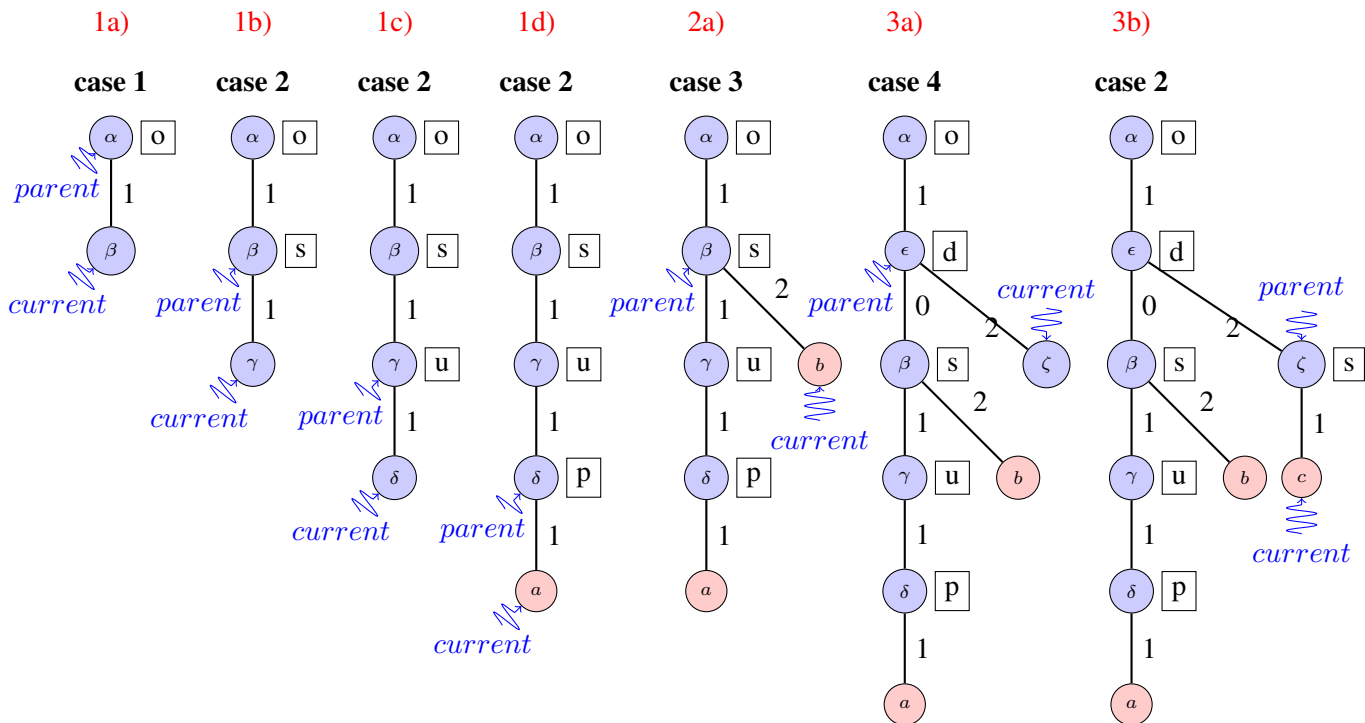 1a) 1b) 1c) 1d) 2a) 3a) 3b)
case 1 case 2 case 2 case 2 case 3 case 4 case 2
α o α o α o α o α o α o α o
parent 1 1 1 1 1 1 1
β β s β s β s β s ϵ d ϵ d
current parent 1 1 1 parent 1 2 parent 0 2 current 0 2 parent
γ γ u γ u γ u b β s ζ β s ζ s
current parent 1 1 1 current 1 2 1 2 1
δ δ p δ p γ u b γ u b c
current parent 1 1 1 1 current
a a δ p δ p
current 1 1
a a